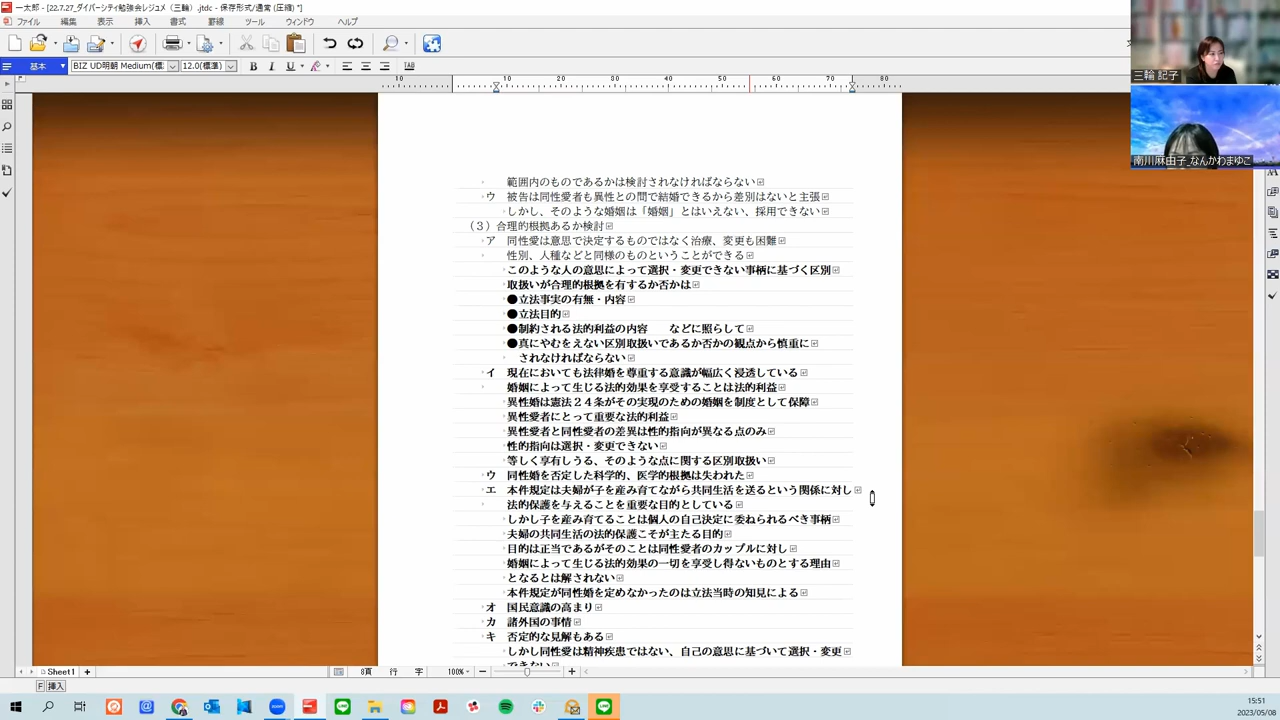 一太郎 - [22.7.27_ダイバーシティ勉強会レジュメ（三輪）.jtdc - 保存形式/通常 (圧縮) *]
ファイル 編集 表示 挿入 書式 罫線 ツール ウィンドウ ヘルプ
基本 BIZ UD明朝 Medium(標 12.0(標準) B I U
10 10 20 30 40 50 60 70 80
三輪 記子
南川麻由子_なんかわまゆこ
範囲内のものであるかは検討されなければならない
ウ 被告は同性愛者も異性との間で結婚できるから差別はないと主張
しかし、そのような婚姻は「婚姻」とはいえない、採用できない
（３）合理的根拠あるか検討
ア 同性愛は意思で決定するものではなく治療、変更も困難
性別、人種などと同様のものということができる
このような人の意思によって選択・変更できない事柄に基づく区別
取扱いが合理的根拠を有するか否かは
●立法事実の有無・内容
●立法目的
●制約される法的利益の内容　　などに照らして
●真にやむをえない区別取扱いであるか否かの観点から慎重に
されなければならない
イ 現在においても法律婚を尊重する意識が幅広く浸透している
婚姻によって生じる法的効果を享受することは法的利益
異性婚は憲法２４条がその実現のための婚姻を制度として保障
異性愛者にとって重要な法的利益
異性愛者と同性愛者の差異は性的指向が異なる点のみ
性的指向は選択・変更できない
等しく享有しうる、そのような点に関する区別取扱い
ウ 同性婚を否定した科学的、医学的根拠は失われた
エ 本件規定は夫婦が子を産み育てながら共同生活を送るという関係に対し
法的保護を与えることを重要な目的としている
しかし子を産み育てることは個人の自己決定に委ねられるべき事柄
夫婦の共同生活の法的保護こそが主たる目的
目的は正当であるがそのことは同性愛者のカップルに対し
婚姻によって生じる法的効果の一切を享受し得ないものとする理由
となるとは解されない
本件規定が同性婚を定めなかったのは立法当時の知見による
オ 国民意識の高まり
カ 諸外国の事情
キ 否定的な見解もある
しかし同性愛は精神疾患ではない、自己の意思に基づいて選択・変更
できない
Sheet1 8頁 行 字 100%
挿入
15:51
2023/05/08